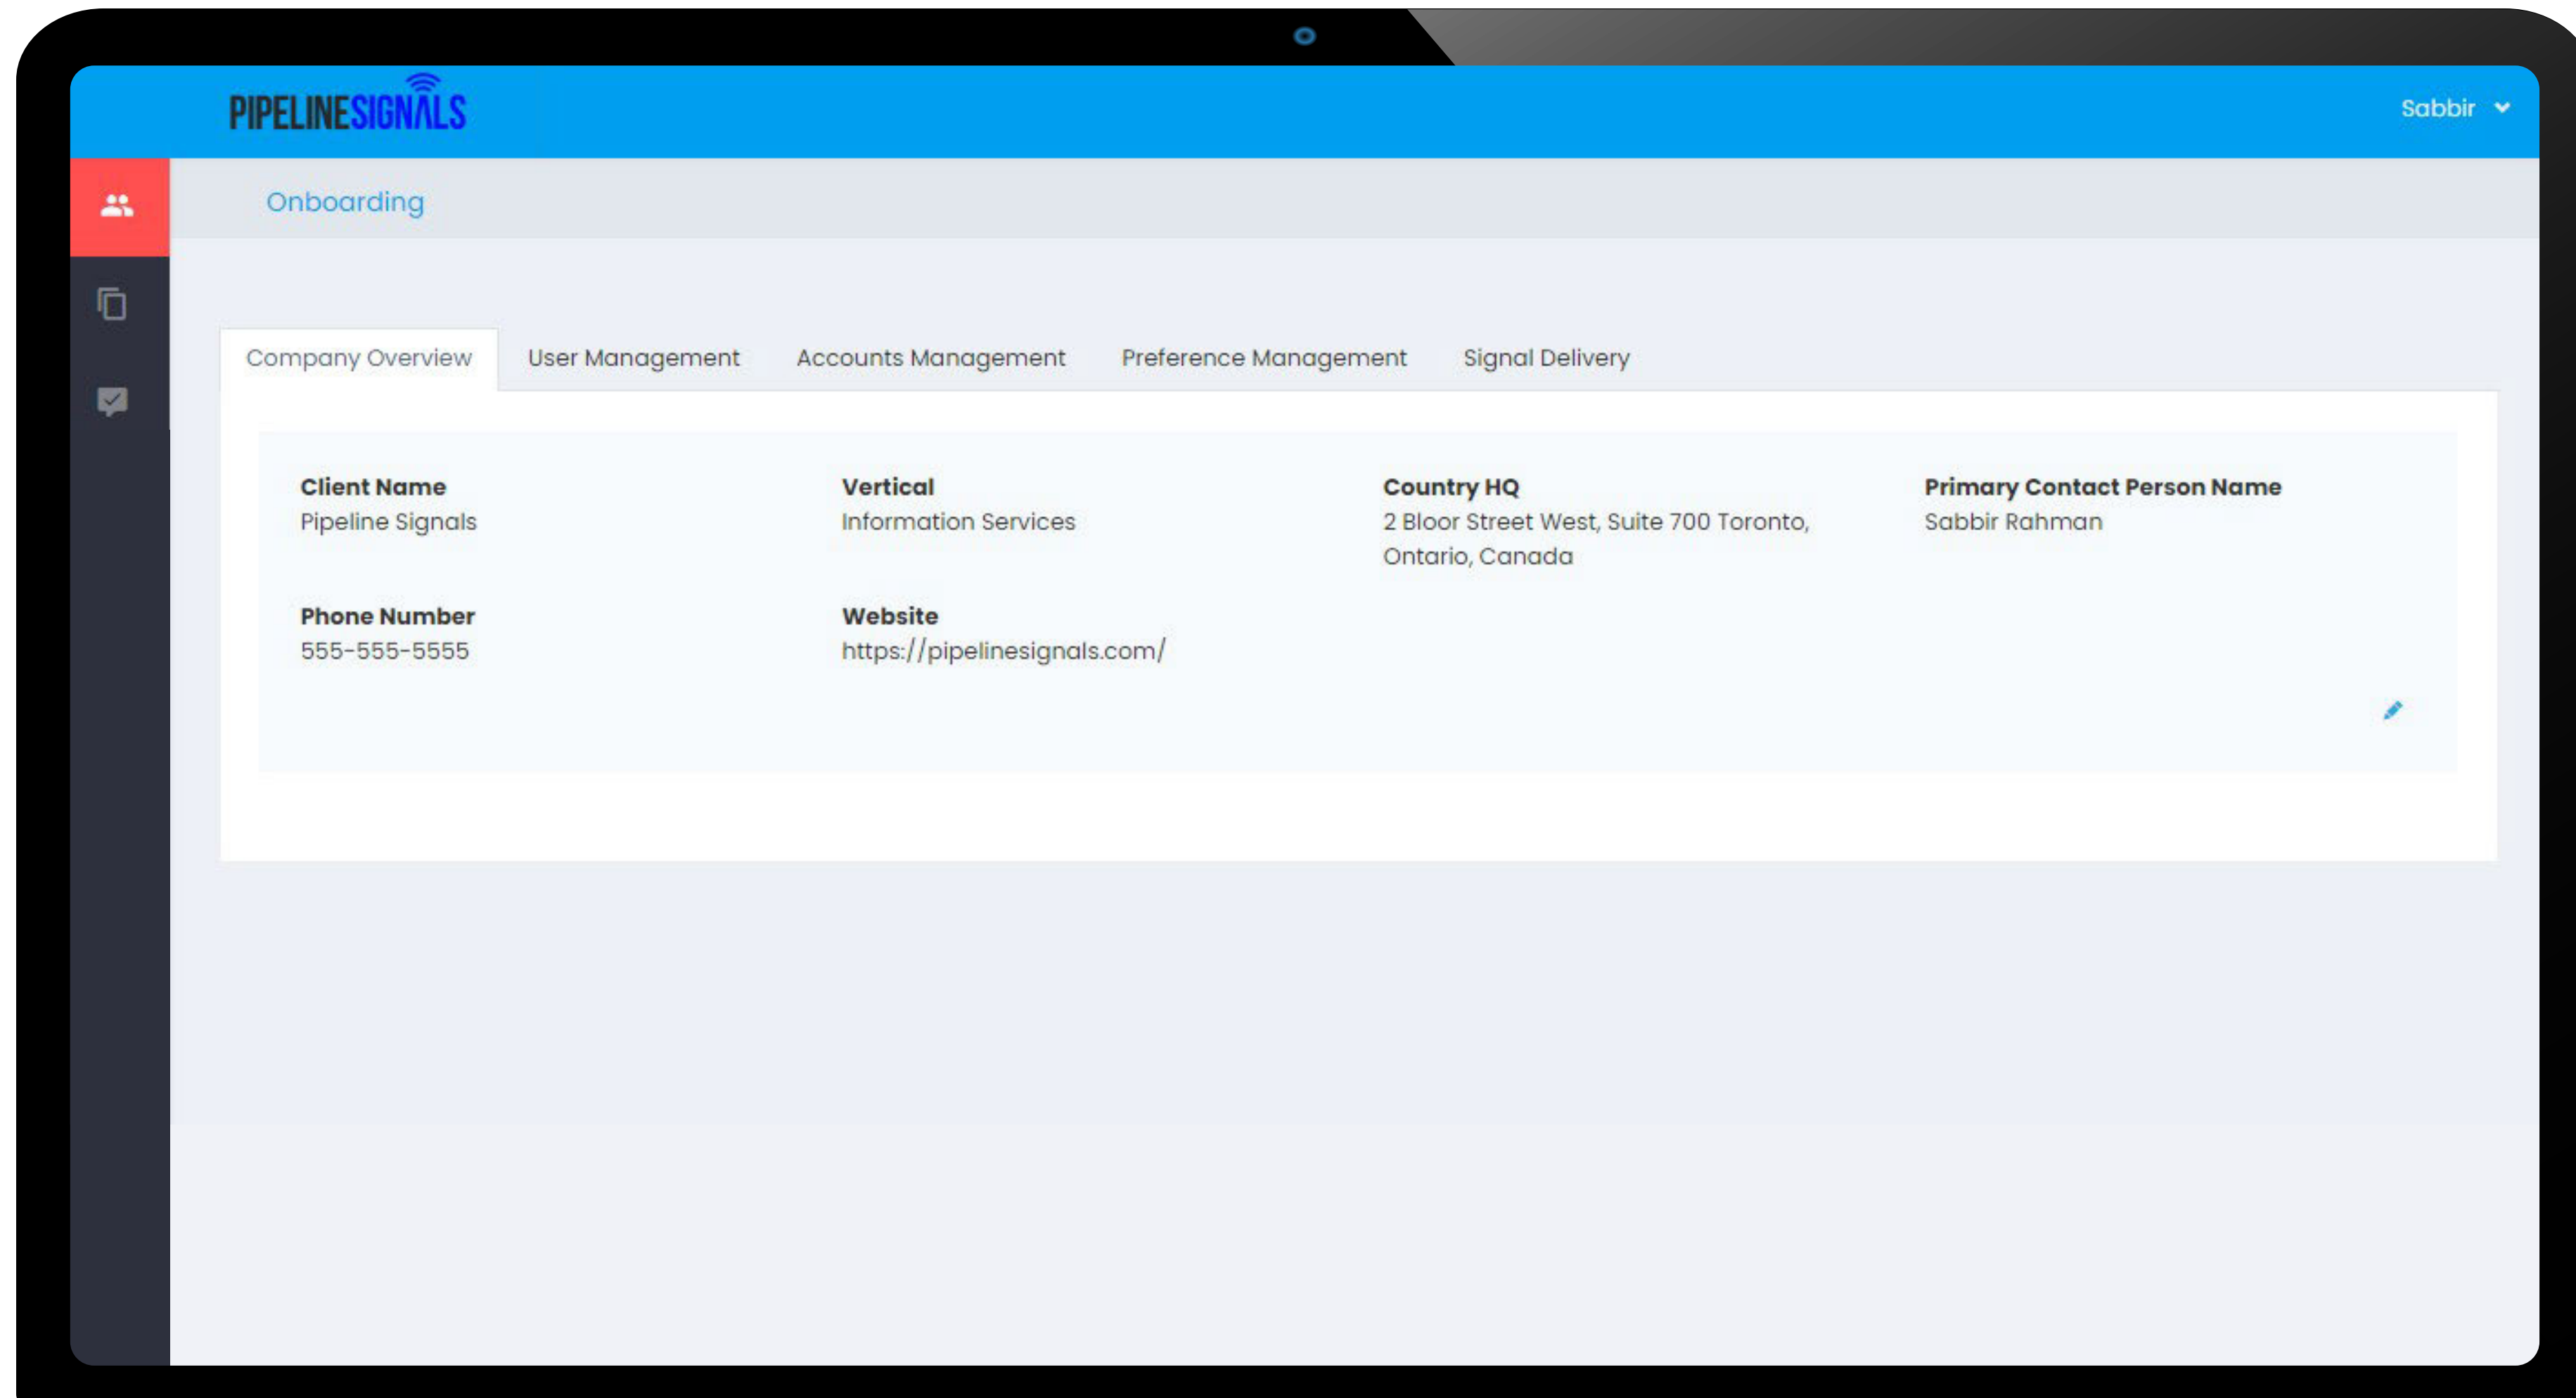 PIPELINESIGNALS
Sabbir
Onboarding
Company Overview
User Management
Accounts Management
Preference Management
Signal Delivery
Client Name
Pipeline Signals
Vertical
Information Services
Country HQ
2 Bloor Street West, Suite 700 Toronto,
Ontario, Canada
Primary Contact Person Name
Sabbir Rahman
Phone Number
555-555-5555
Website
https://pipelinesignals.com/